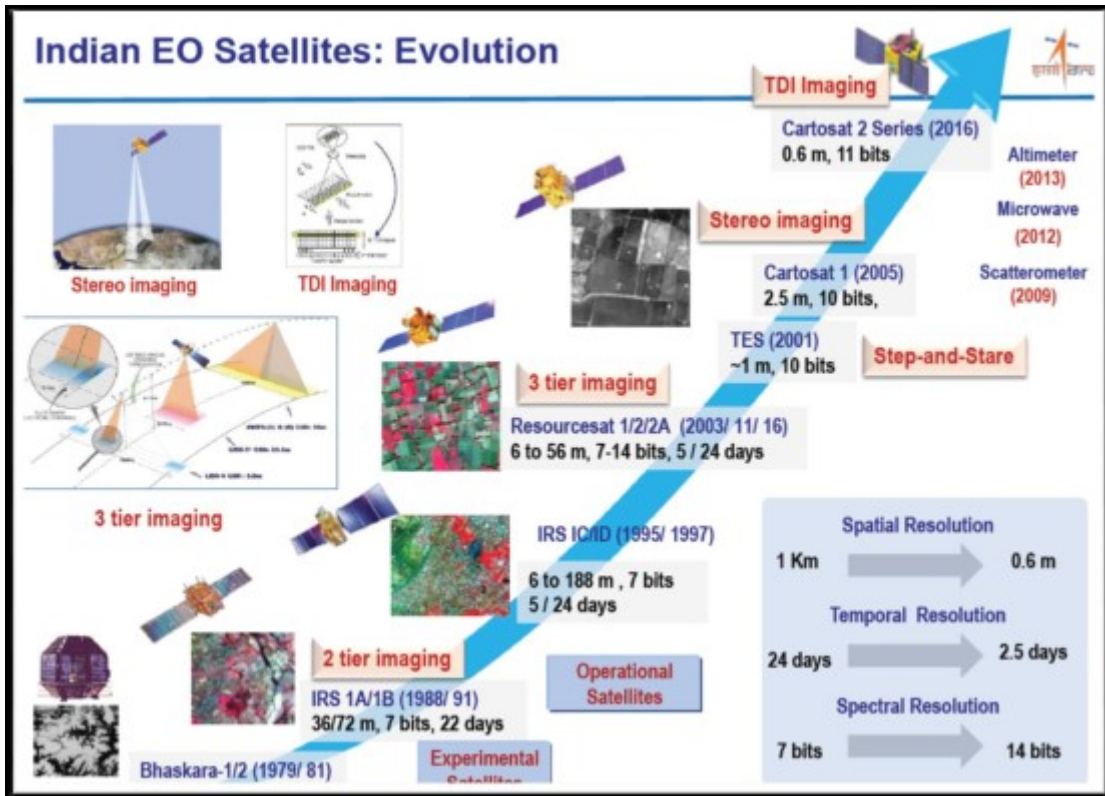 Indian EO Satellites: Evolution
इसरो isro
TDI Imaging
Cartosat 2 Series (2016)
0.6 m, 11 bits
Altimeter
(2013)
Microwave
(2012)
Scatterometer
(2009)
Stereo imaging
TDI Imaging
Stereo imaging
Cartosat 1 (2005)
2.5 m, 10 bits,
TES (2001)
~1 m, 10 bits
Step-and-Stare
3 tier imaging
Resourcesat 1/2/2A (2003/ 11/ 16)
6 to 56 m, 7-14 bits, 5 / 24 days
3 tier imaging
IRS IC/ID (1995/ 1997)
6 to 188 m , 7 bits
5 / 24 days
2 tier imaging
IRS 1A/1B (1988/ 91)
36/72 m, 7 bits, 22 days
Operational
Satellites
Bhaskara-1/2 (1979/ 81)
Experimental
Satellites
Spatial Resolution
1 Km
0.6 m
Temporal Resolution
24 days
2.5 days
Spectral Resolution
7 bits
14 bits